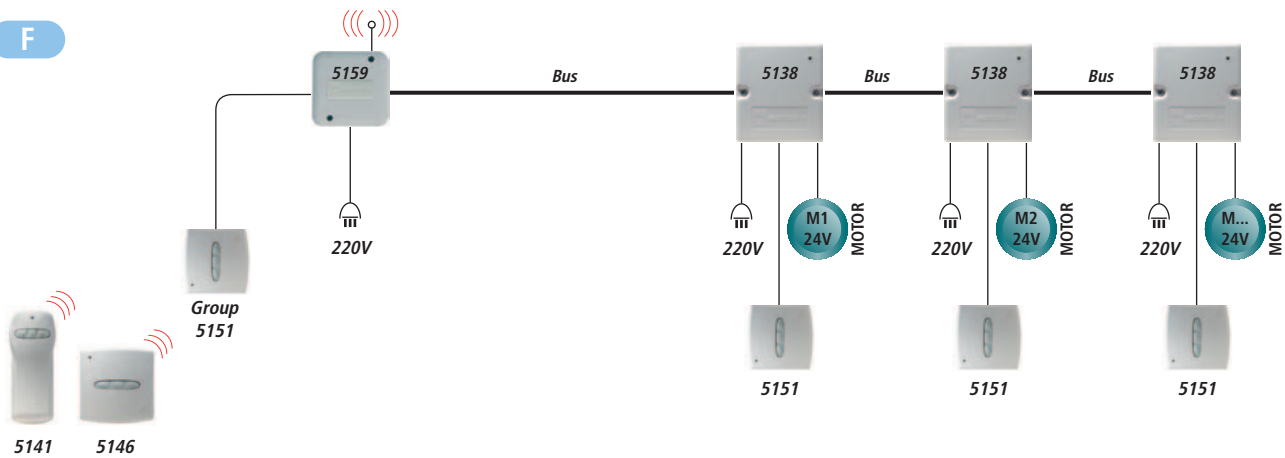 F
5159
Bus
5138
Bus
5138
Bus
5138
220V
Group
5151
220V
M1
24V
MOTOR
220V
M2
24V
MOTOR
220V
M...
24V
MOTOR
5151
5151
5151
5141
5146